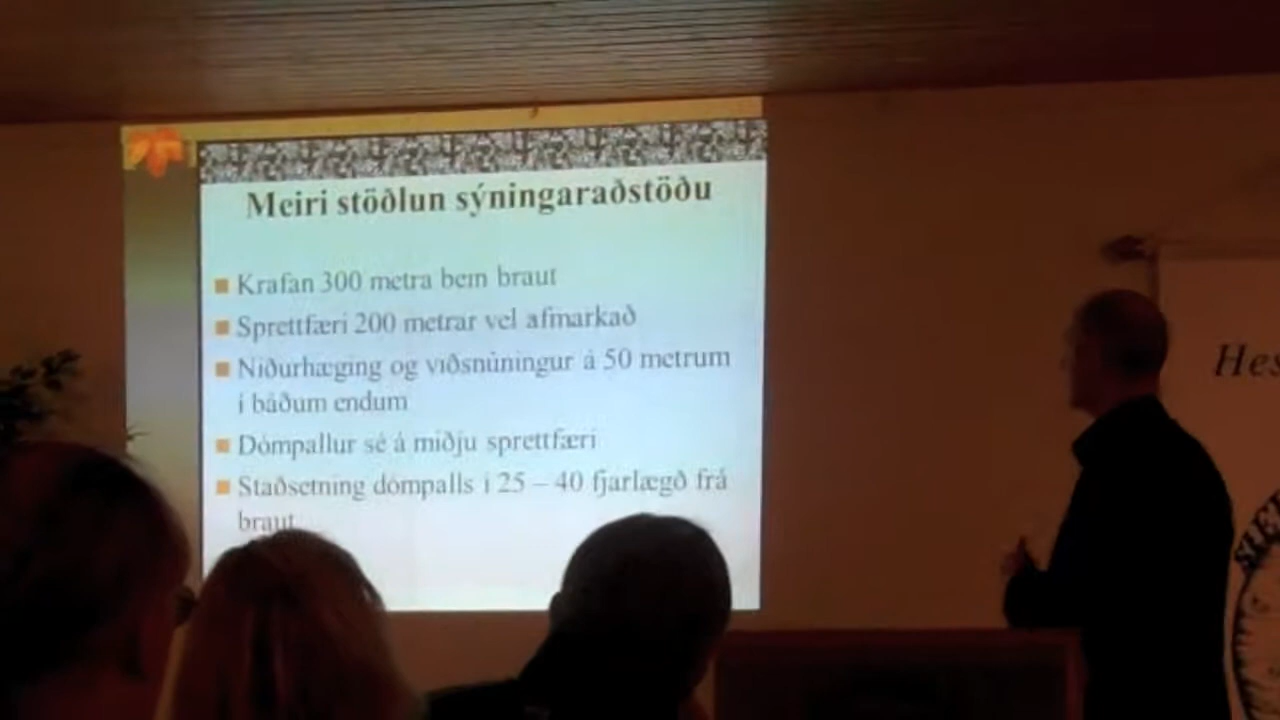 Meiri stöðlun sýningaraðstöðu
Krafan 300 metra bein braut
Sprettfæri 200 metrar vel afmarkað
Niðurhæging og viðsnúningur á 50 metrum
í báðum endum
Dómpallur sé á miðju sprettfæri
Staðsetning dómpalls í 25 – 40 fjarlægð frá
braut
Hes